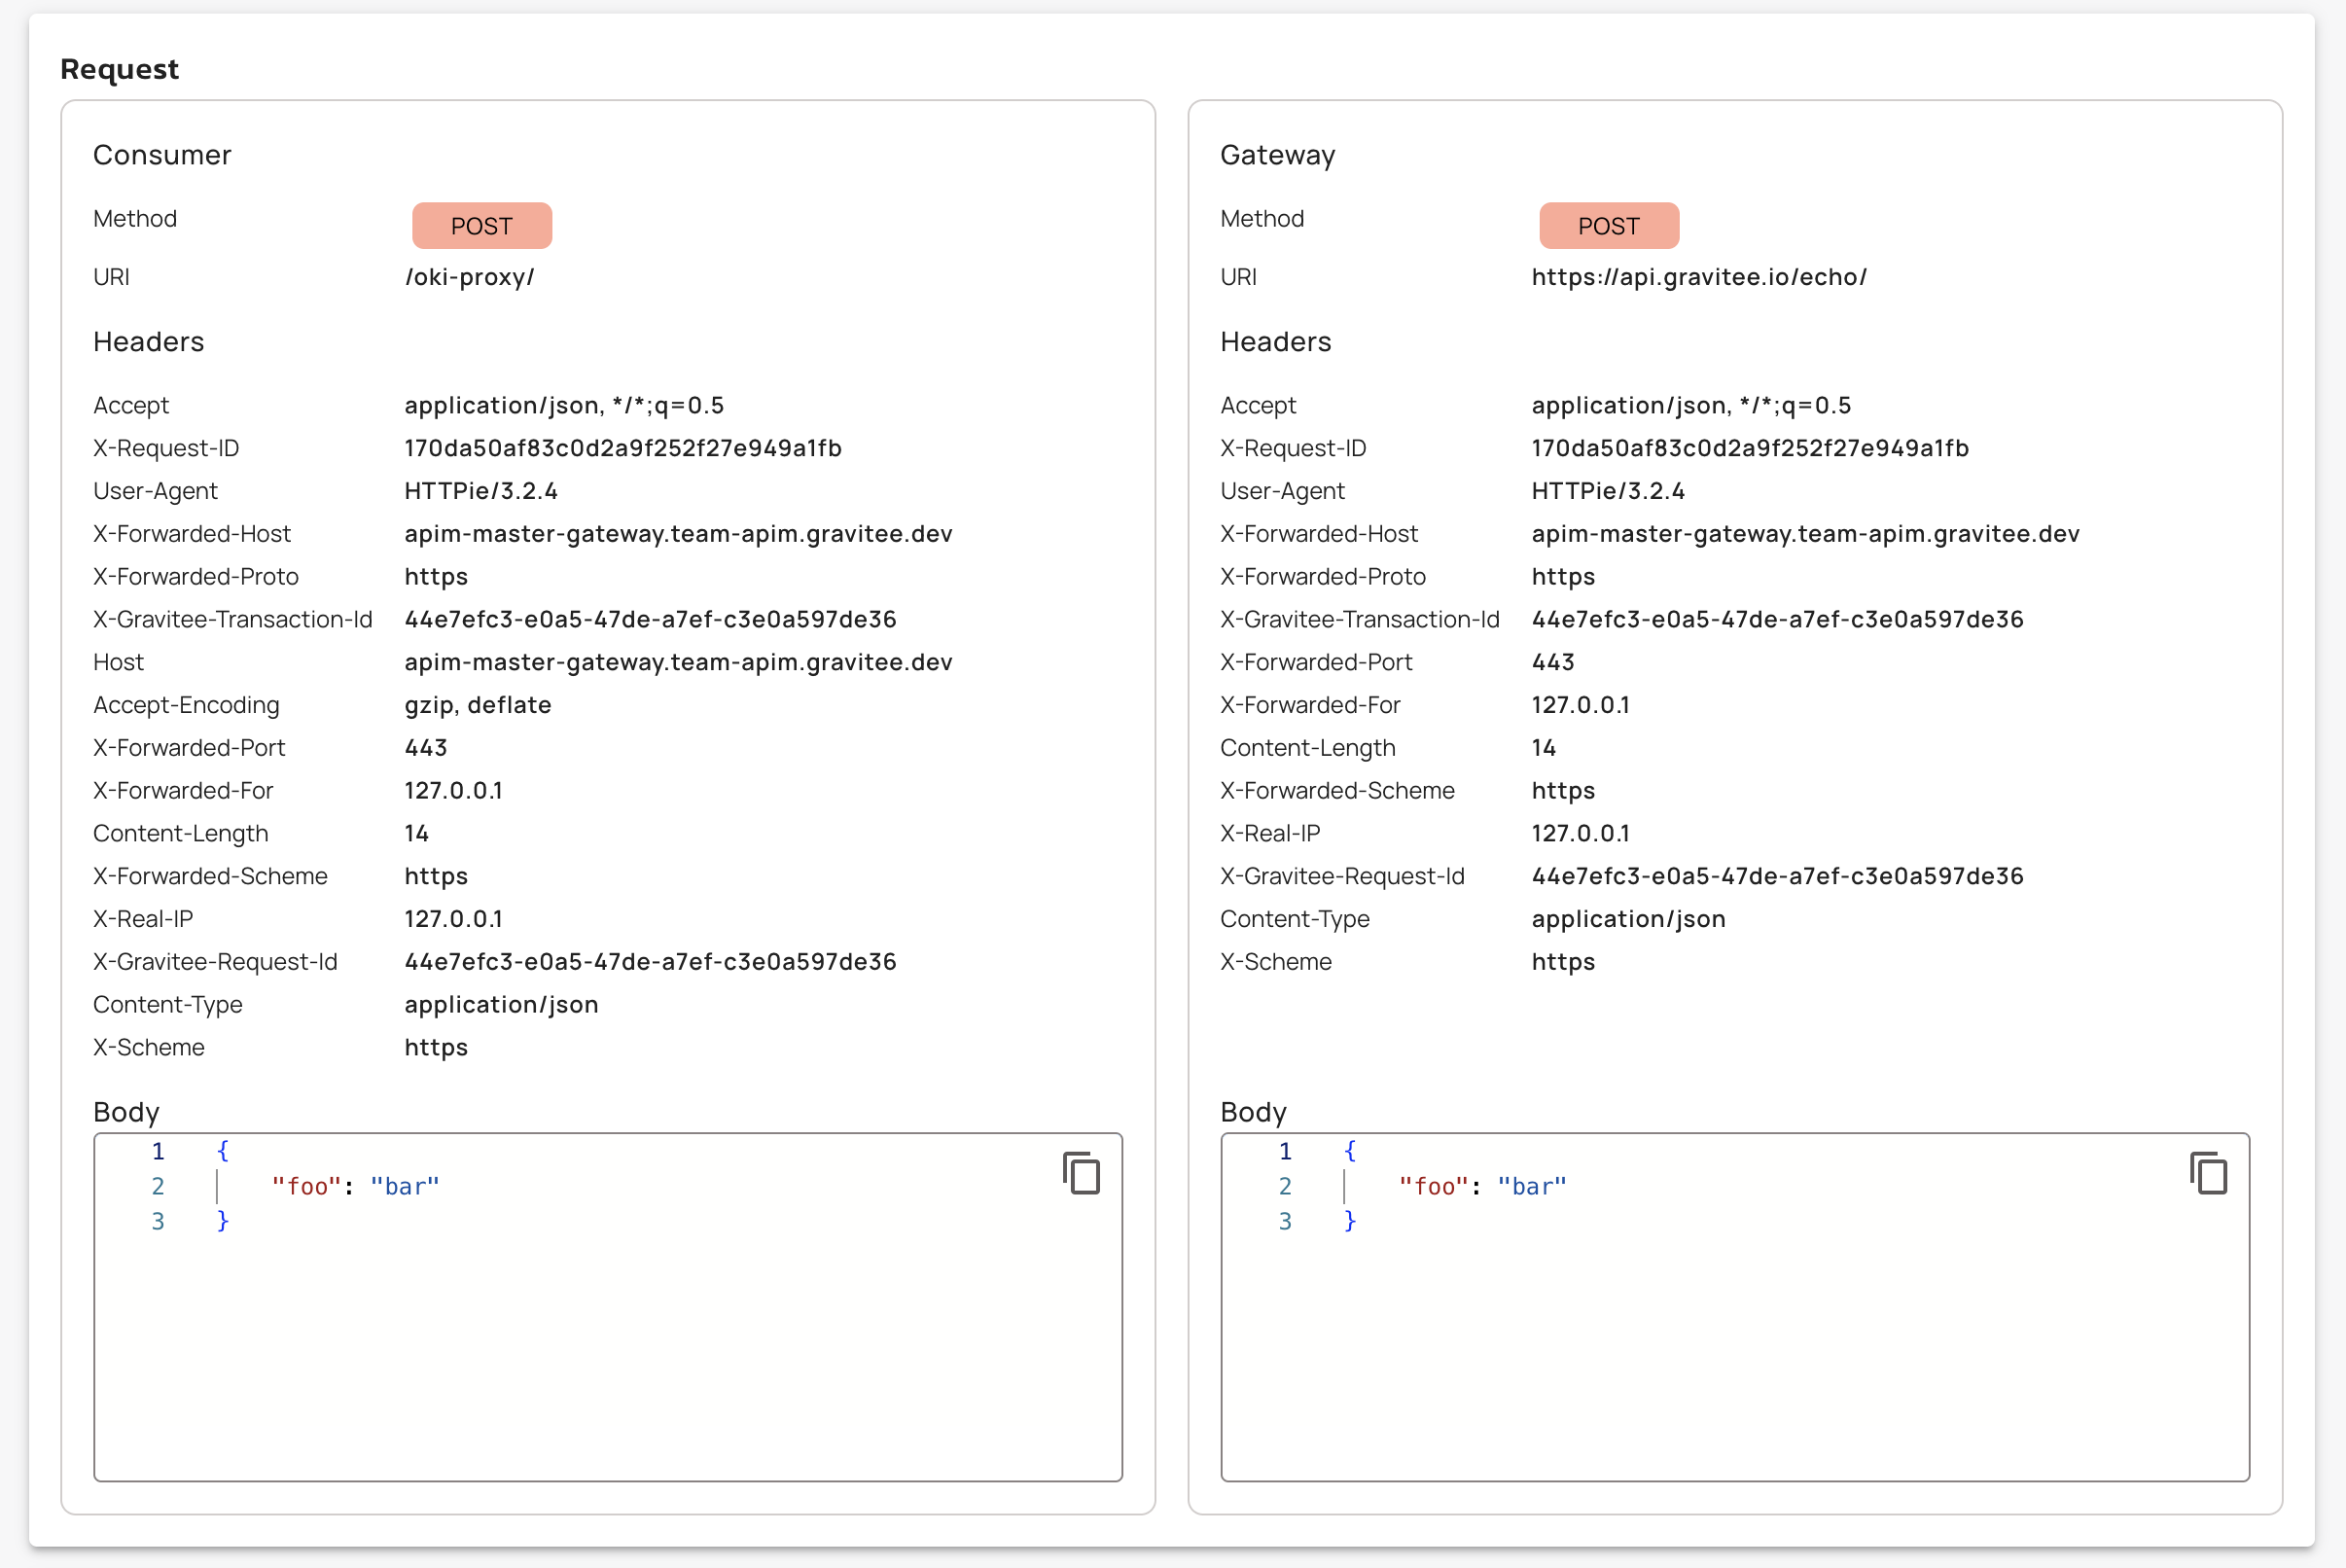 Request
Consumer
Method POST
URI /oki-proxy/
Headers
Accept application/json, */*;q=0.5
X-Request-ID 170da50af83c0d2a9f252f27e949a1fb
User-Agent HTTPie/3.2.4
X-Forwarded-Host apim-master-gateway.team-apim.gravitee.dev
X-Forwarded-Proto https
X-Gravitee-Transaction-Id 44e7efc3-e0a5-47de-a7ef-c3e0a597de36
Host apim-master-gateway.team-apim.gravitee.dev
Accept-Encoding gzip, deflate
X-Forwarded-Port 443
X-Forwarded-For 127.0.0.1
Content-Length 14
X-Forwarded-Scheme https
X-Real-IP 127.0.0.1
X-Gravitee-Request-Id 44e7efc3-e0a5-47de-a7ef-c3e0a597de36
Content-Type application/json
X-Scheme https
Body
1 {
2 "foo": "bar"
3 }
Gateway
Method POST
URI https://api.gravitee.io/echo/
Headers
Accept application/json, */*;q=0.5
X-Request-ID 170da50af83c0d2a9f252f27e949a1fb
User-Agent HTTPie/3.2.4
X-Forwarded-Host apim-master-gateway.team-apim.gravitee.dev
X-Forwarded-Proto https
X-Gravitee-Transaction-Id 44e7efc3-e0a5-47de-a7ef-c3e0a597de36
X-Forwarded-Port 443
X-Forwarded-For 127.0.0.1
Content-Length 14
X-Forwarded-Scheme https
X-Real-IP 127.0.0.1
X-Gravitee-Request-Id 44e7efc3-e0a5-47de-a7ef-c3e0a597de36
Content-Type application/json
X-Scheme https
Body
1 {
2 "foo": "bar"
3 }